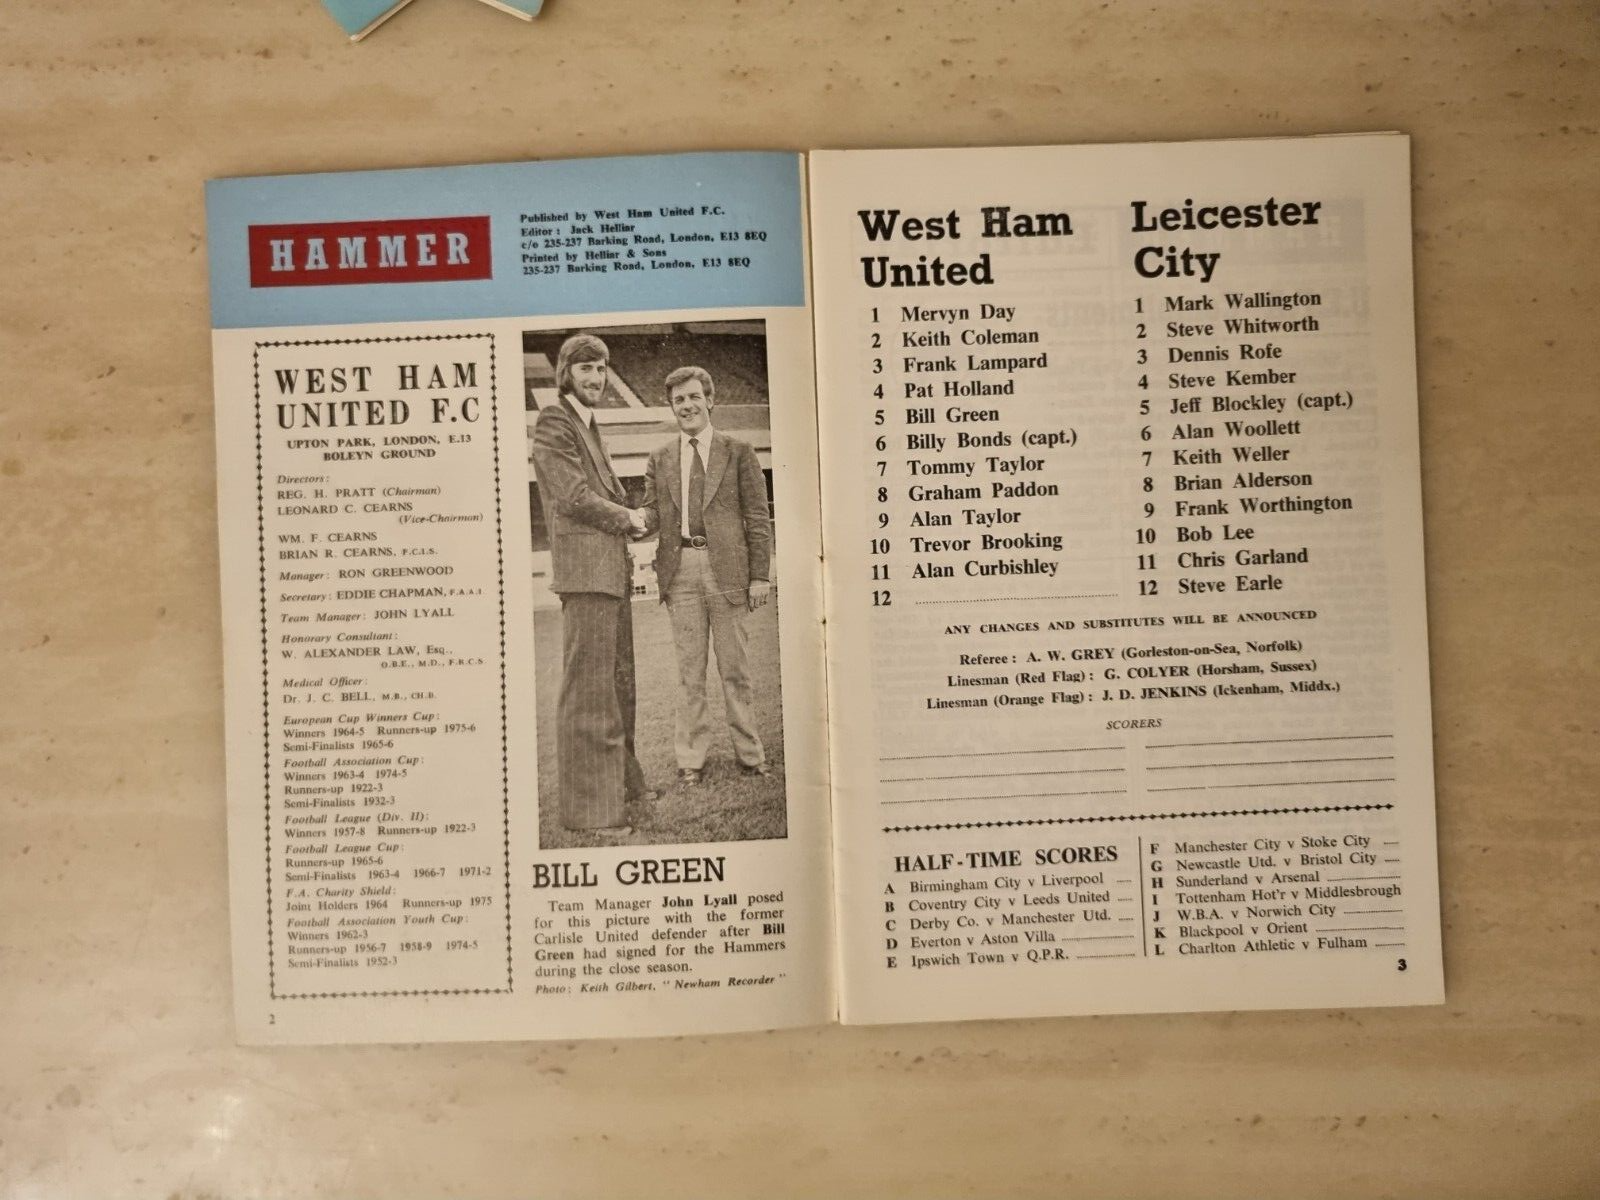 HAMMER
Published by West Ham United F.C.
Editor : Jack Helliar
c/o 235-237 Barking Road, London, E13 8EQ
Printed by Helliar & Sons
235-237 Barking Road, London, E13 8EQ
WEST HAM
UNITED F.C
UPTON PARK, LONDON, E.13
BOLEYN GROUND
Directors:
REG. H. PRATT (Chairman)
LEONARD C. CEARNS
(Vice-Chairman)
WM. F. CEARNS
BRIAN R. CEARNS, F.C.I.S.
Manager: RON GREENWOOD
Secretary: EDDIE CHAPMAN, F.A.A.I
Team Manager: JOHN LYALL
Honorary Consultant:
W. ALEXANDER LAW, Esq.,
O.B.E., M.D., F.R.C.S
Medical Officer:
Dr. J. C. BELL, M.B., CH.B.
European Cup Winners Cup:
Winners 1964-5 Runners-up 1975-6
Semi-Finalists 1965-6
Football Association Cup:
Winners 1963-4 1974-5
Runners-up 1922-3
Semi-Finalists 1932-3
Football League (Div. II):
Winners 1957-8 Runners-up 1922-3
Football League Cup:
Runners-up 1965-6
Semi-Finalists 1963-4 1966-7 1971-2
F.A. Charity Shield:
Joint Holders 1964 Runners-up 1975
Football Association Youth Cup:
Winners 1962-3
Runners-up 1956-7 1958-9 1974-5
Semi-Finalists 1952-3
2
BILL GREEN
Team Manager John Lyall posed
for this picture with the former
Carlisle United defender after Bill
Green had signed for the Hammers
during the close season.
Photo: Keith Gilbert, "Newham Recorder"
West Ham
United
1 Mervyn Day
2 Keith Coleman
3 Frank Lampard
4 Pat Holland
5 Bill Green
6 Billy Bonds (capt.)
7 Tommy Taylor
8 Graham Paddon
9 Alan Taylor
10 Trevor Brooking
11 Alan Curbishley
12
Leicester
City
1 Mark Wallington
2 Steve Whitworth
3 Dennis Rofe
4 Steve Kember
5 Jeff Blockley (capt.)
6 Alan Woollett
7 Keith Weller
8 Brian Alderson
9 Frank Worthington
10 Bob Lee
11 Chris Garland
12 Steve Earle
ANY CHANGES AND SUBSTITUTES WILL BE ANNOUNCED
Referee : A. W. GREY (Gorleston-on-Sea, Norfolk)
Linesman (Red Flag) : G. COLYER (Horsham, Sussex)
Linesman (Orange Flag) : J. D. JENKINS (Ickenham, Middx.)
SCORERS
HALF-TIME SCORES
A Birmingham City v Liverpool
B Coventry City v Leeds United
C Derby Co. v Manchester Utd.
D Everton v Aston Villa
E Ipswich Town v Q.P.R.
F Manchester City v Stoke City
G Newcastle Utd. v Bristol City
H Sunderland v Arsenal
I Tottenham Hot'r v Middlesbrough
J W.B.A. v Norwich City
K Blackpool v Orient
L Charlton Athletic v Fulham
3